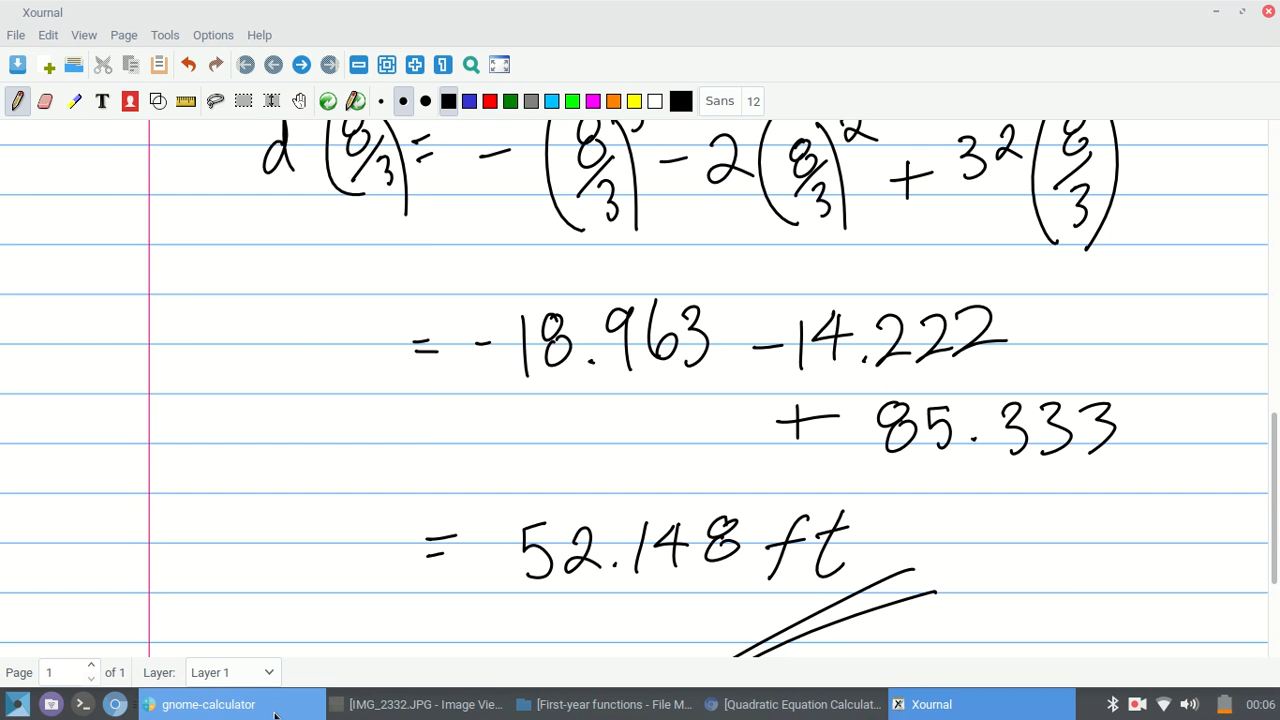 Xournal
File Edit View Page Tools Options Help
Sans 12
d(8/3) = - (8/3)³ - 2(8/3)² + 32(8/3)
= - 18.963 - 14.222
+ 85.333
= 52.148 ft
Page 1 of 1 Layer: Layer 1
gnome-calculator [IMG_2332.JPG - Image Vie... [First-year functions - File M... [Quadratic Equation Calculat... Xournal 00:06